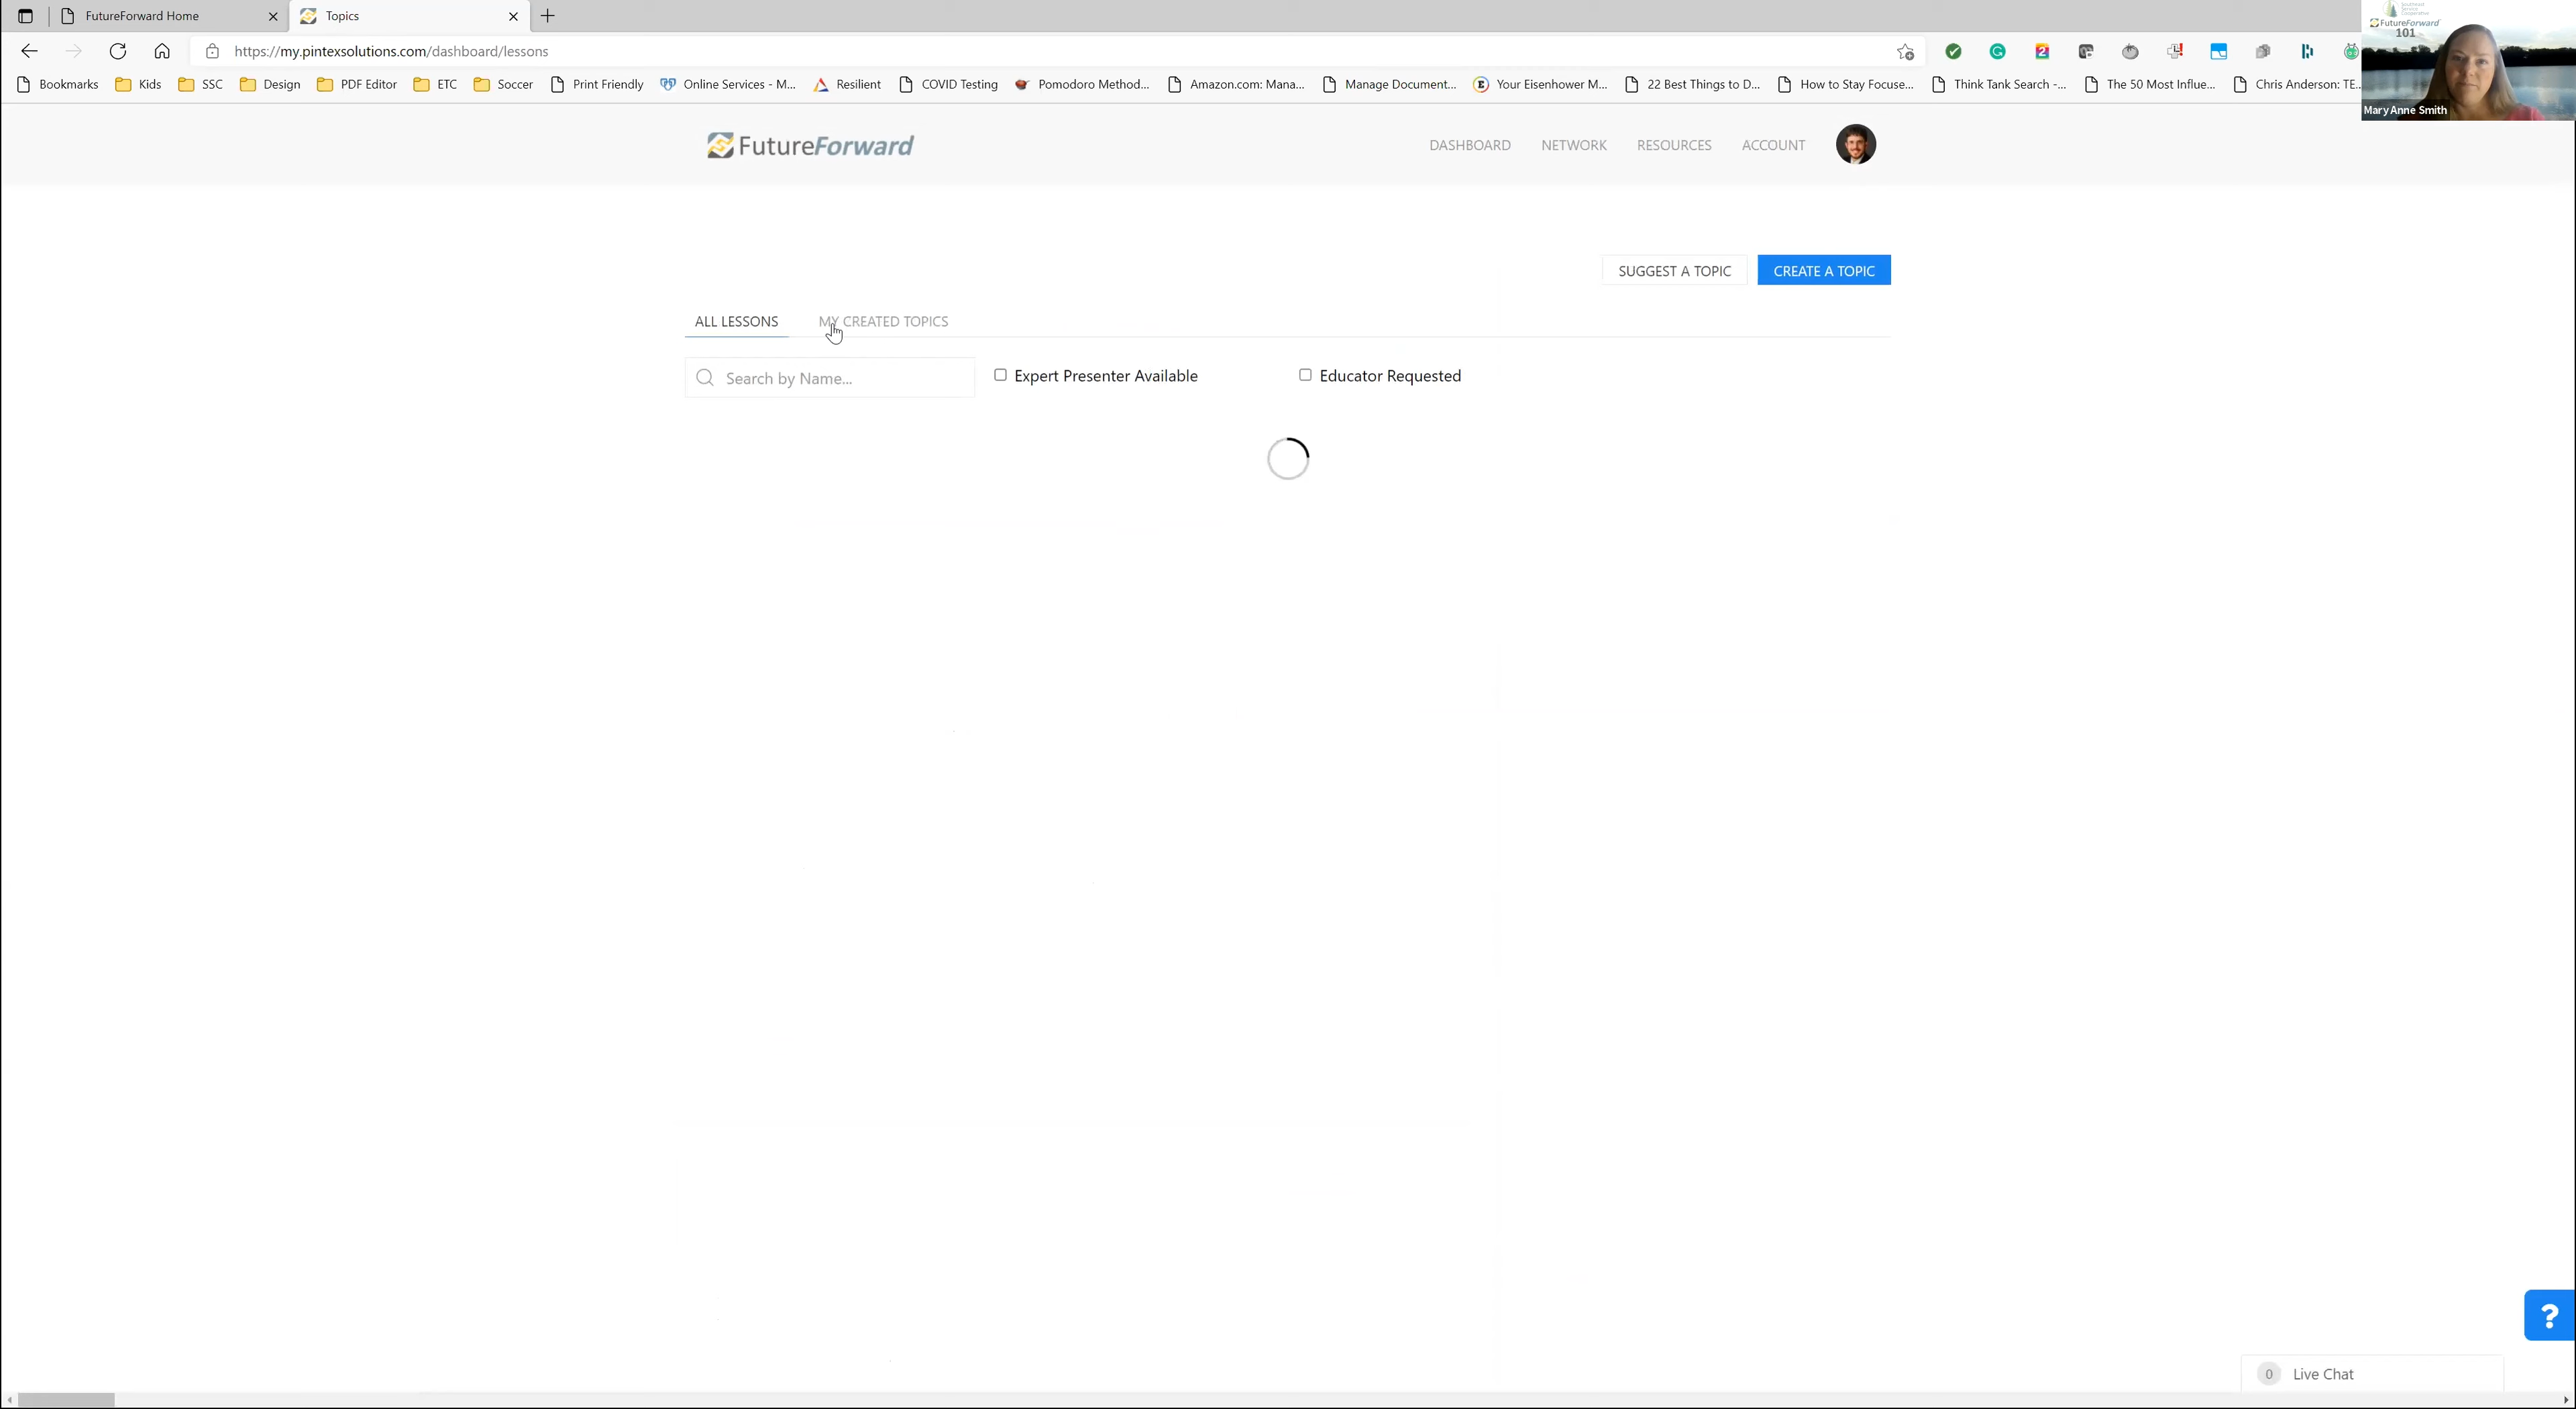 FutureForward Home
Topics
https://my.pintexsolutions.com/dashboard/lessons
Bookmarks Kids SSC Design PDF Editor ETC Soccer Print Friendly Online Services - M... Resilient COVID Testing Pomodoro Method... Amazon.com: Mana... Manage Document... Your Eisenhower M... 22 Best Things to D... How to Stay Focuse... Think Tank Search -... The 50 Most Influe... Chris Anderson: TE...
Southeast
Service
Cooperative
FutureForward
101
Mary Anne Smith
FutureForward
DASHBOARD NETWORK RESOURCES ACCOUNT
SUGGEST A TOPIC CREATE A TOPIC
ALL LESSONS MY CREATED TOPICS
Search by Name... Expert Presenter Available Educator Requested
?
0 Live Chat